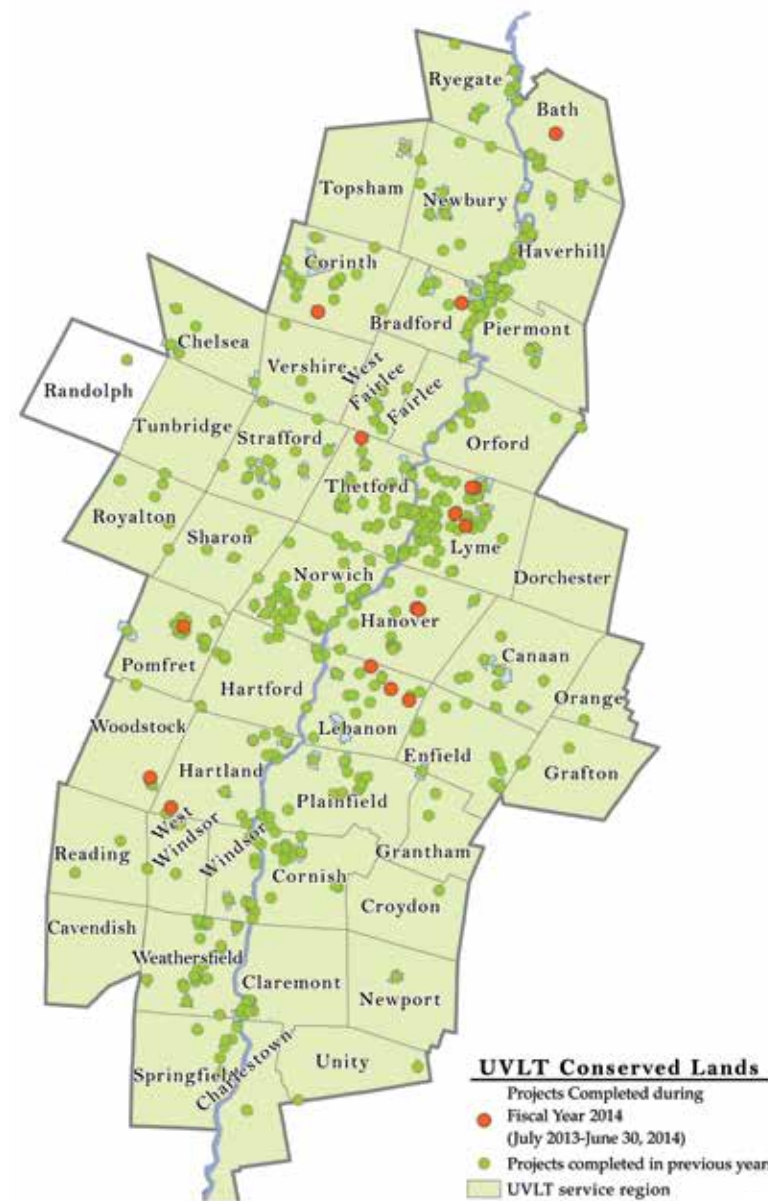 Ryegate
Bath
Topsham
Newbury
Haverhill
Corinth
Bradford
Piermont
Chelsea
Vershire
West
Fairlee
Fairlee
Randolph
Tunbridge
Strafford
Orford
Thetford
Royalton
Sharon
Lyme
Norwich
Dorchester
Hanover
Pomfret
Canaan
Hartford
Orange
Woodstock
Lebanon
Enfield
Hartland
Grafton
Plainfield
West
Windsor
Windsor
Reading
Grantham
Cornish
Croydon
Cavendish
Weathersfield
Claremont
Newport
Springfield
Charlestown
Unity
UVLT Conserved Lands
Projects Completed during
Fiscal Year 2014
(July 2013-June 30, 2014)
Projects completed in previous years
UVLT service region